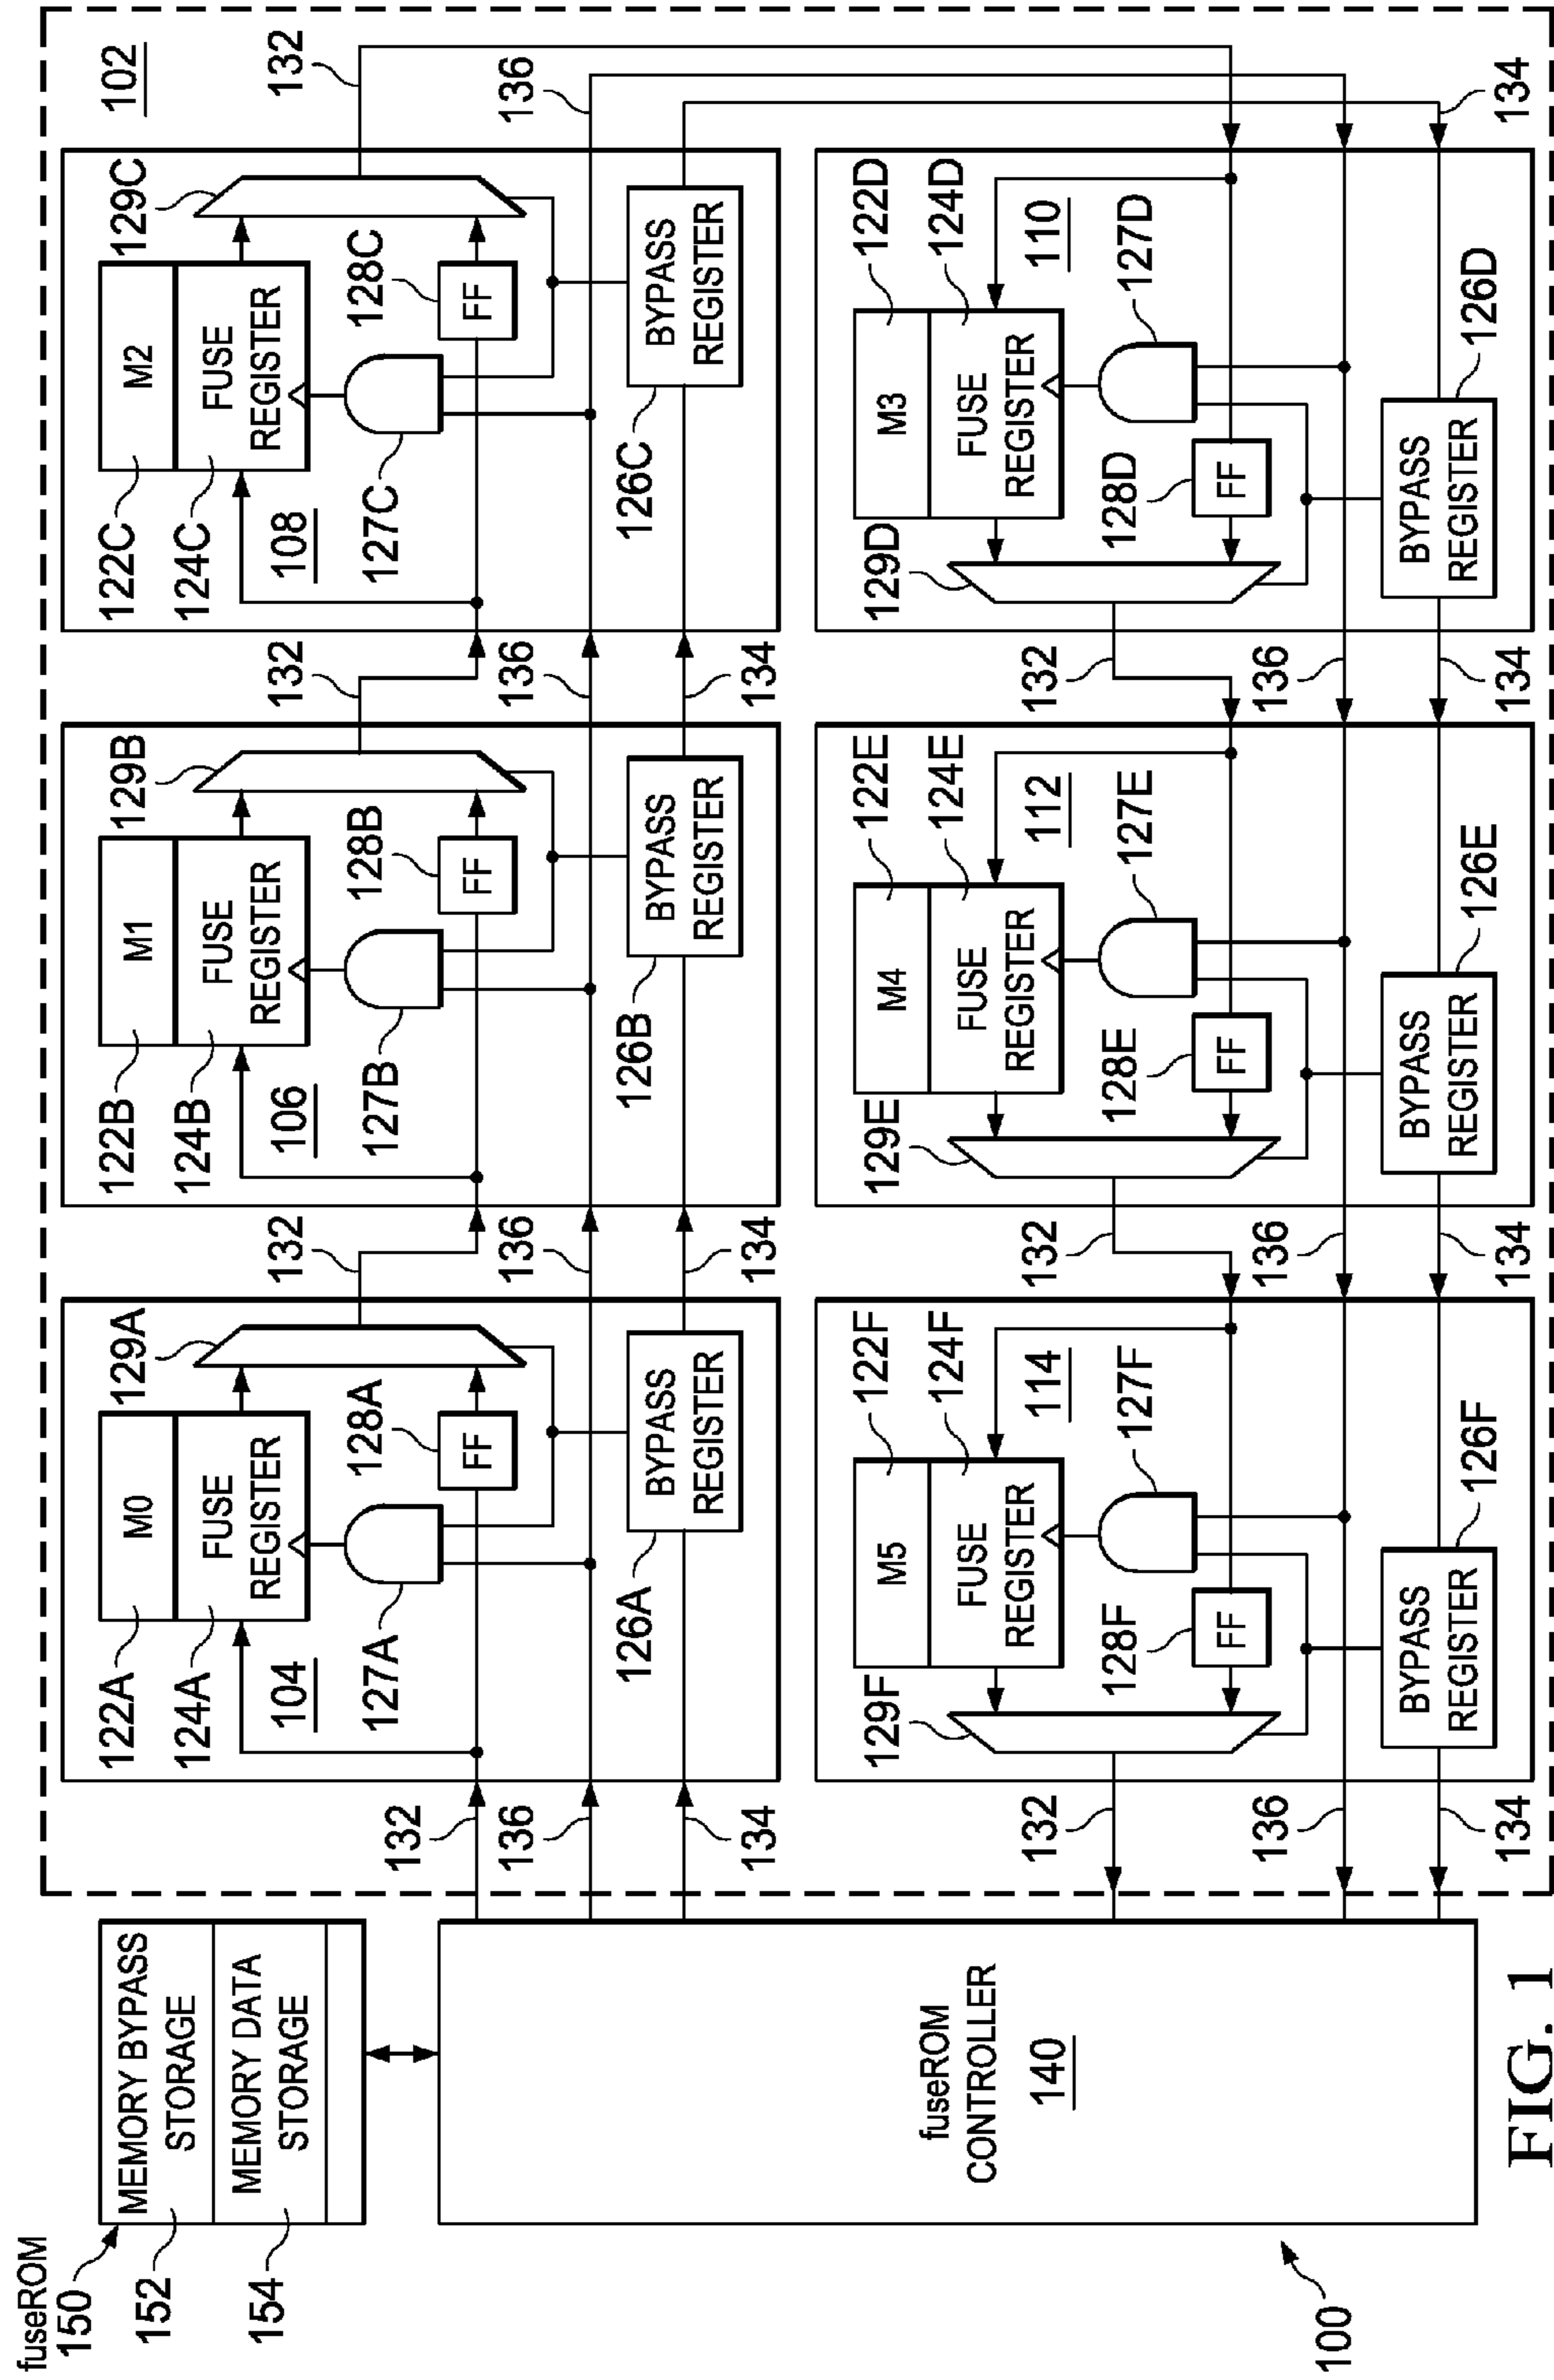 fuseROM
150
152
154
MEMORY BYPASS
STORAGE
MEMORY DATA
STORAGE
fuseROM
CONTROLLER
140
100
102
132
136
134
122A
124A
104
127A
126A
M0
FUSE
REGISTER
129A
128A
FF
BYPASS
REGISTER
132
136
134
122B
124B
106
127B
126B
M1
FUSE
REGISTER
129B
128B
FF
BYPASS
REGISTER
132
136
134
122C
124C
108
127C
126C
M2
FUSE
REGISTER
129C
128C
FF
BYPASS
REGISTER
132
136
134
132
136
134
129F
128F
M5
FUSE
REGISTER
FF
BYPASS
REGISTER
122F
124F
114
127F
126F
132
136
134
129E
128E
M4
FUSE
REGISTER
FF
BYPASS
REGISTER
122E
124E
112
127E
126E
132
136
134
129D
128D
M3
FUSE
REGISTER
FF
BYPASS
REGISTER
122D
124D
110
127D
126D
FIG. 1